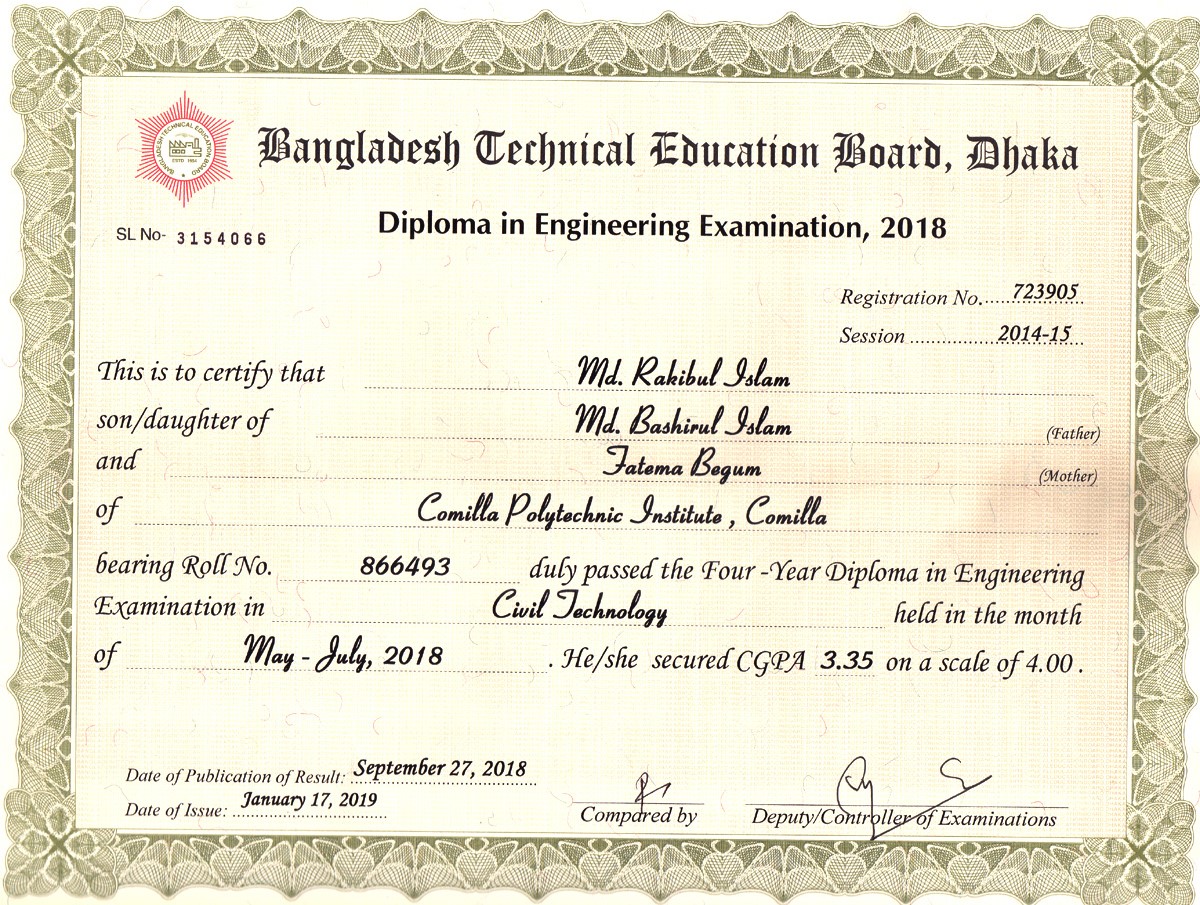 BANGLADESH TECHNICAL EDUCATION BOARD
ESTD 1954
Bangladesh Technical Education Board, Dhaka
Diploma in Engineering Examination, 2018
SL No- 3154066
Registration No. 723905
Session 2014-15
This is to certify that Md. Rakibul Islam
son/daughter of Md. Bashirul Islam (Father)
and Fatema Begum (Mother)
of Comilla Polytechnic Institute , Comilla
bearing Roll No. 866493 duly passed the Four -Year Diploma in Engineering
Examination in Civil Technology held in the month
of May - July, 2018 . He/she secured CGPA 3.35 on a scale of 4.00 .
Date of Publication of Result: September 27, 2018
Date of Issue: January 17, 2019
Compared by
Deputy/Controller of Examinations